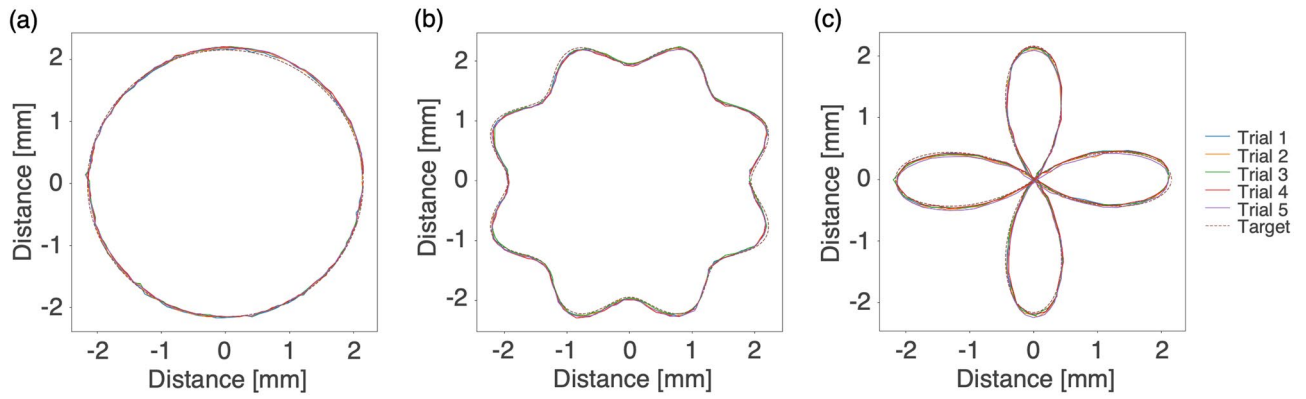 (a)
2
1
0
-1
-2
-2 -1 0 1 2
Distance [mm]
Distance [mm]
(b)
2
1
0
-1
-2
-2 -1 0 1 2
Distance [mm]
Distance [mm]
(c)
2
1
0
-1
-2
-2 -1 0 1 2
Distance [mm]
Distance [mm]
Trial 1
Trial 2
Trial 3
Trial 4
Trial 5
Target